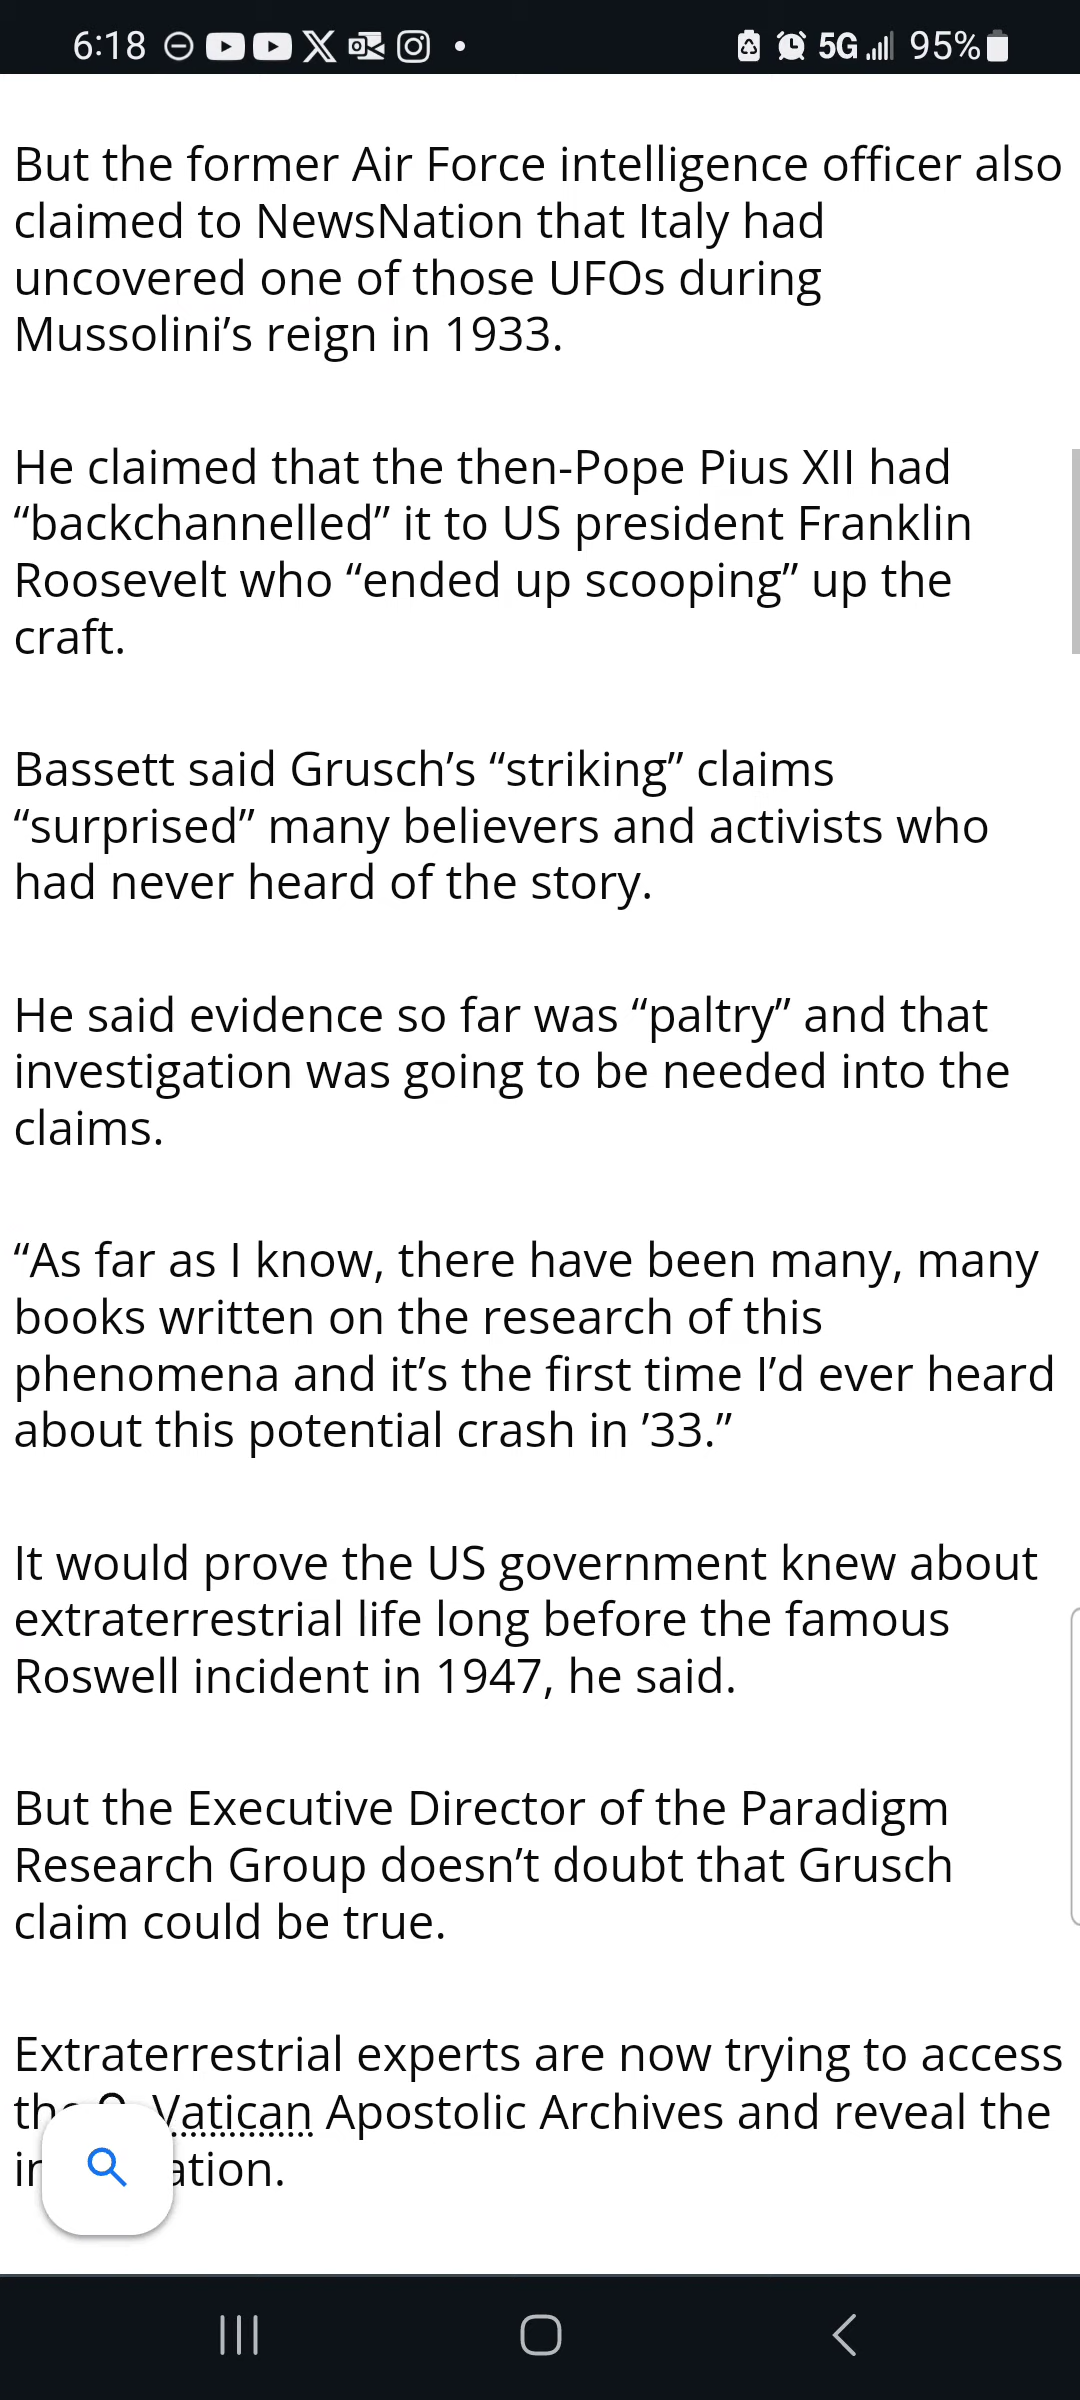 6:18
5G
95%
But the former Air Force intelligence officer also
claimed to NewsNation that Italy had
uncovered one of those UFOs during
Mussolini’s reign in 1933.
He claimed that the then-Pope Pius XII had
“backchannelled” it to US president Franklin
Roosevelt who “ended up scooping” up the
craft.
Bassett said Grusch’s “striking” claims
“surprised” many believers and activists who
had never heard of the story.
He said evidence so far was “paltry” and that
investigation was going to be needed into the
claims.
“As far as I know, there have been many, many
books written on the research of this
phenomena and it’s the first time I’d ever heard
about this potential crash in ’33.”
It would prove the US government knew about
extraterrestrial life long before the famous
Roswell incident in 1947, he said.
But the Executive Director of the Paradigm
Research Group doesn’t doubt that Grusch
claim could be true.
Extraterrestrial experts are now trying to access
Vatican Apostolic Archives and reveal the